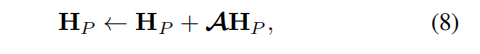 H_P ← H_P + 𝓐H_P, (8)